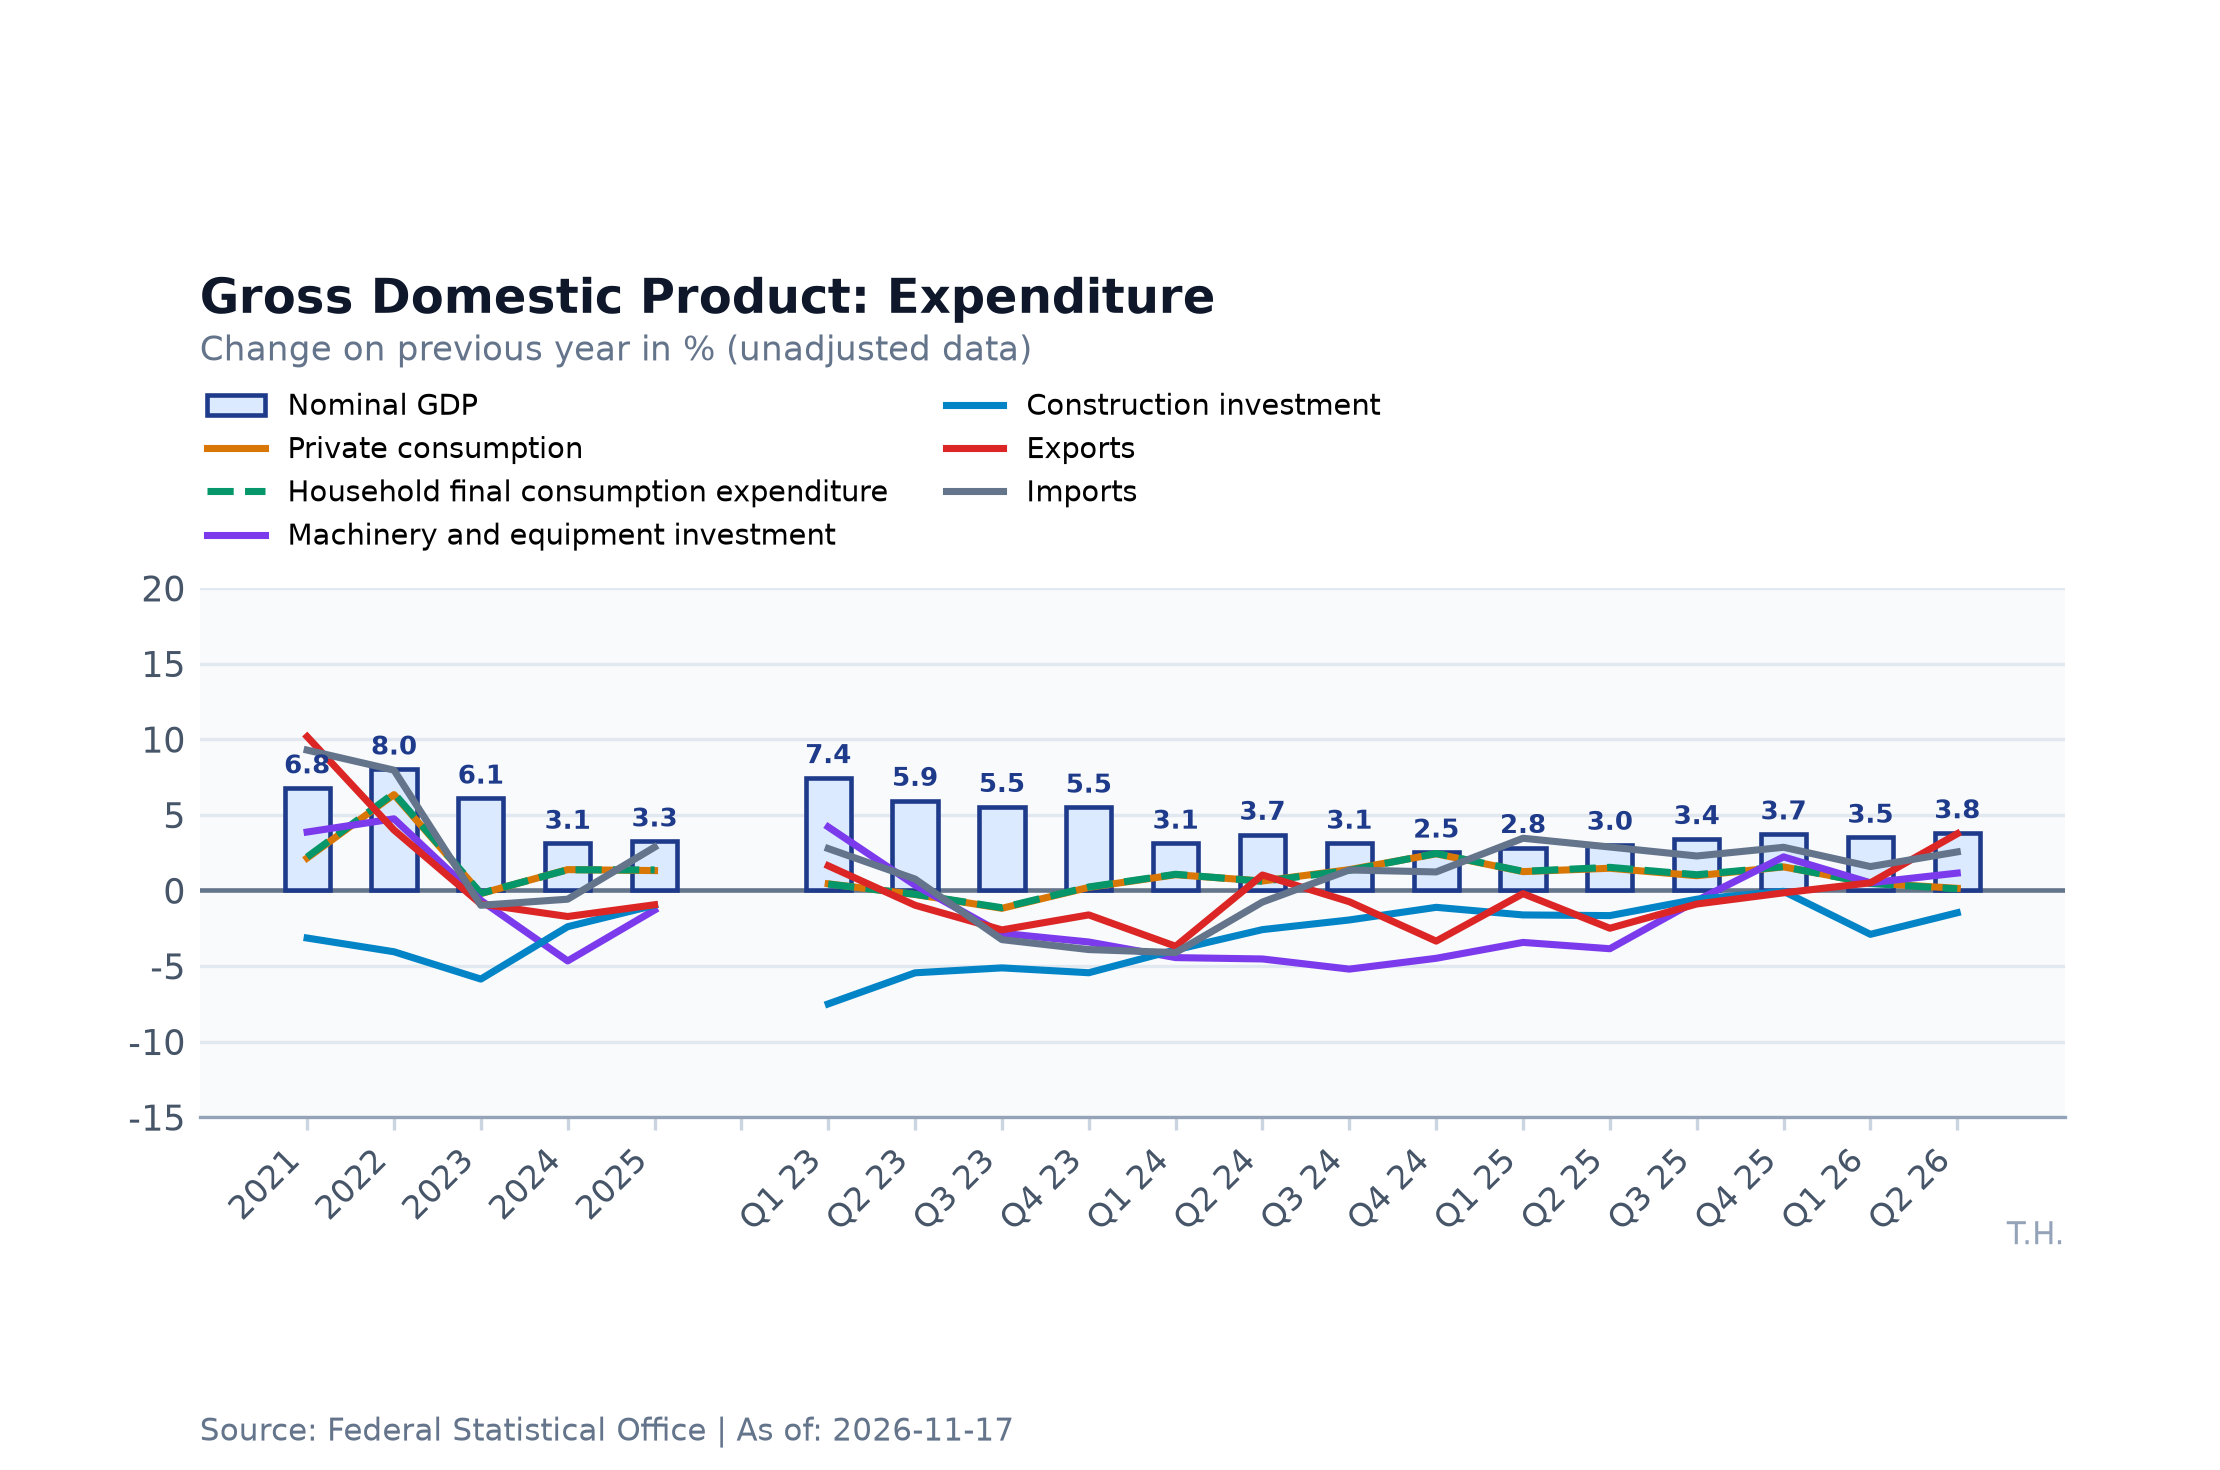 Gross Domestic Product: Expenditure
Change on previous year in % (unadjusted data)
Nominal GDP
Private consumption
Household final consumption expenditure
Machinery and equipment investment
Construction investment
Exports
Imports
20
15
10
5
0
-5
-10
-15
6.8
8.0
6.1
3.1
3.3
7.4
5.9
5.5
5.5
3.1
3.7
3.1
2.5
2.8
3.0
3.4
3.7
3.5
3.8
2021
2022
2023
2024
2025
Q1 23
Q2 23
Q3 23
Q4 23
Q1 24
Q2 24
Q3 24
Q4 24
Q1 25
Q2 25
Q3 25
Q4 25
Q1 26
Q2 26
T.H.
Source: Federal Statistical Office | As of: 2026-11-17